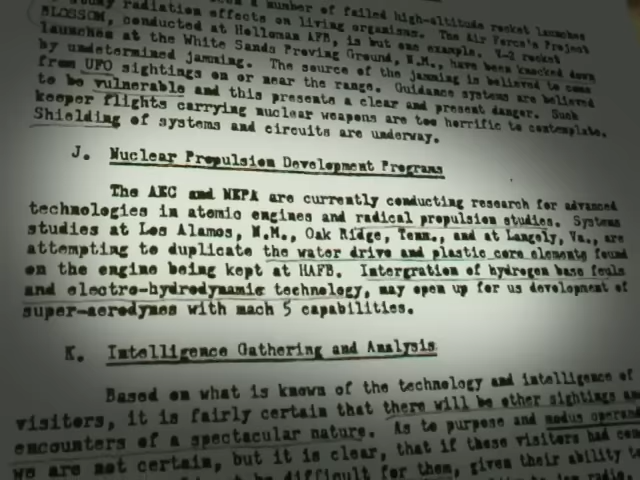 study radiation effects on living organisms. The Air Force's Project
BLOSSOM, conducted at Holloman AFB, is but one example. V-2 rocket
launches at the White Sands Proving Ground, N.M., have been knocked down
by undetermined jamming. The source of the jamming is believed to come
from UFO sightings on or near the range. Guidance systems are believed
to be vulnerable and this presents a clear and present danger. Such
keeper flights carrying nuclear weapons are too horrific to contemplate.
Shielding of systems and circuits are underway.
J. Nuclear Propulsion Development Programs
The AEC and NEPA are currently conducting research for advanced
technologies in atomic engines and radical propulsion studies. Systems
studies at Los Alamos, N.M., Oak Ridge, Tenn., and at Langely, Va., are
attempting to duplicate the water drive and plastic core elements found
on the engine being kept at HAFB. Intergration of hydrogen base fouls
and electro-hydrodynamic technology, may open up for us development of
super-aerodynes with mach 5 capabilities.
K. Intelligence Gathering and Analysis
Based on what is known of the technology and intelligence of
visitors, it is fairly certain that there will be other sightings
encounters of a spectacular nature. As to purpose and modus
we are not certain, but it is clear, that if these visitors had
be difficult for them, given their ability